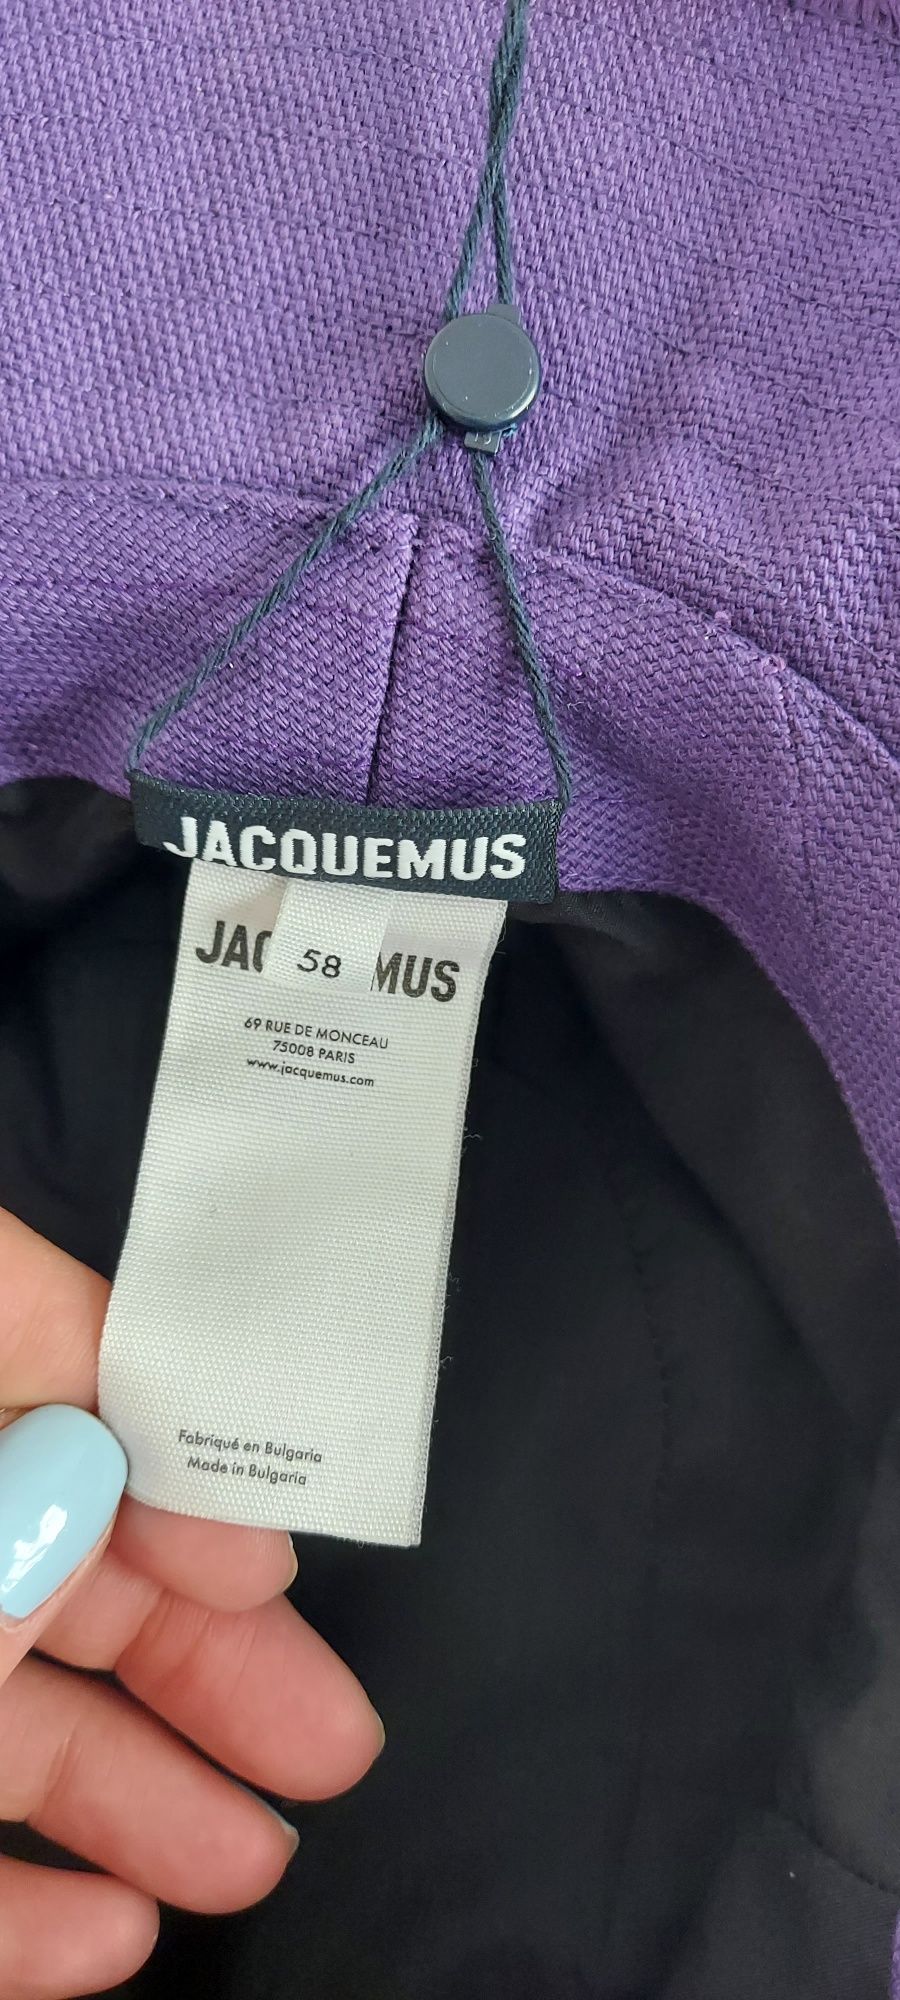 JACQUEMUS
JAC MUS
58
69 RUE DE MONCEAU
75008 PARIS
www.jacquemus.com
Fabriqué en Bulgaria
Made in Bulgaria